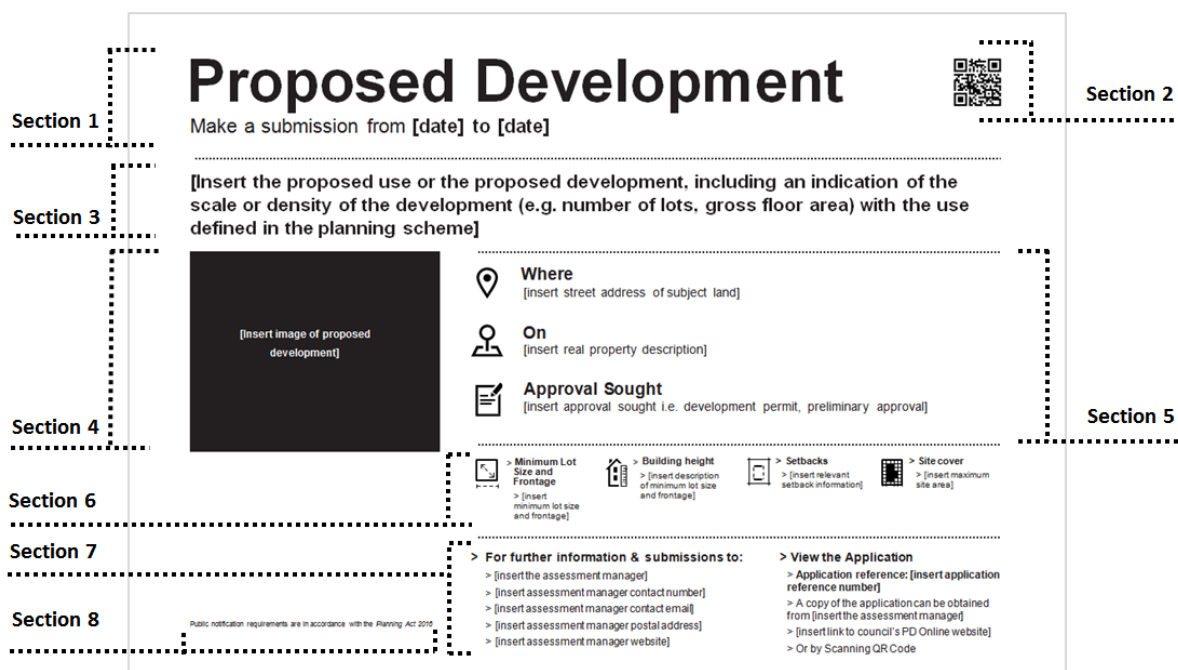 Proposed Development
Make a submission from [date] to [date]
Section 1
Section 2
[Insert the proposed use or the proposed development, including an indication of the
scale or density of the development (e.g. number of lots, gross floor area) with the use
defined in the planning scheme]
Section 3
[Insert image of proposed
development]
Section 4
Where
[insert street address of subject land]
On
[insert real property description]
Approval Sought
[insert approval sought i.e. development permit, preliminary approval]
Section 5
> Minimum Lot
Size and
Frontage
> [insert
minimum lot size
and frontage]
> Building height
> [insert description
of minimum lot size
and frontage]
> Setbacks
> [insert relevant
setback information]
> Site cover
> [insert maximum
site area]
Section 6
Section 7
> For further information & submissions to:
> [insert the assessment manager]
> [insert assessment manager contact number]
> [insert assessment manager contact email]
> [insert assessment manager postal address]
> [insert assessment manager website]
> View the Application
> Application reference: [insert application
reference number]
> A copy of the application can be obtained
from [insert the assessment manager]
> [insert link to council's PD Online website]
> Or by Scanning QR Code
Section 8
Public notification requirements are in accordance with the Planning Act 2016